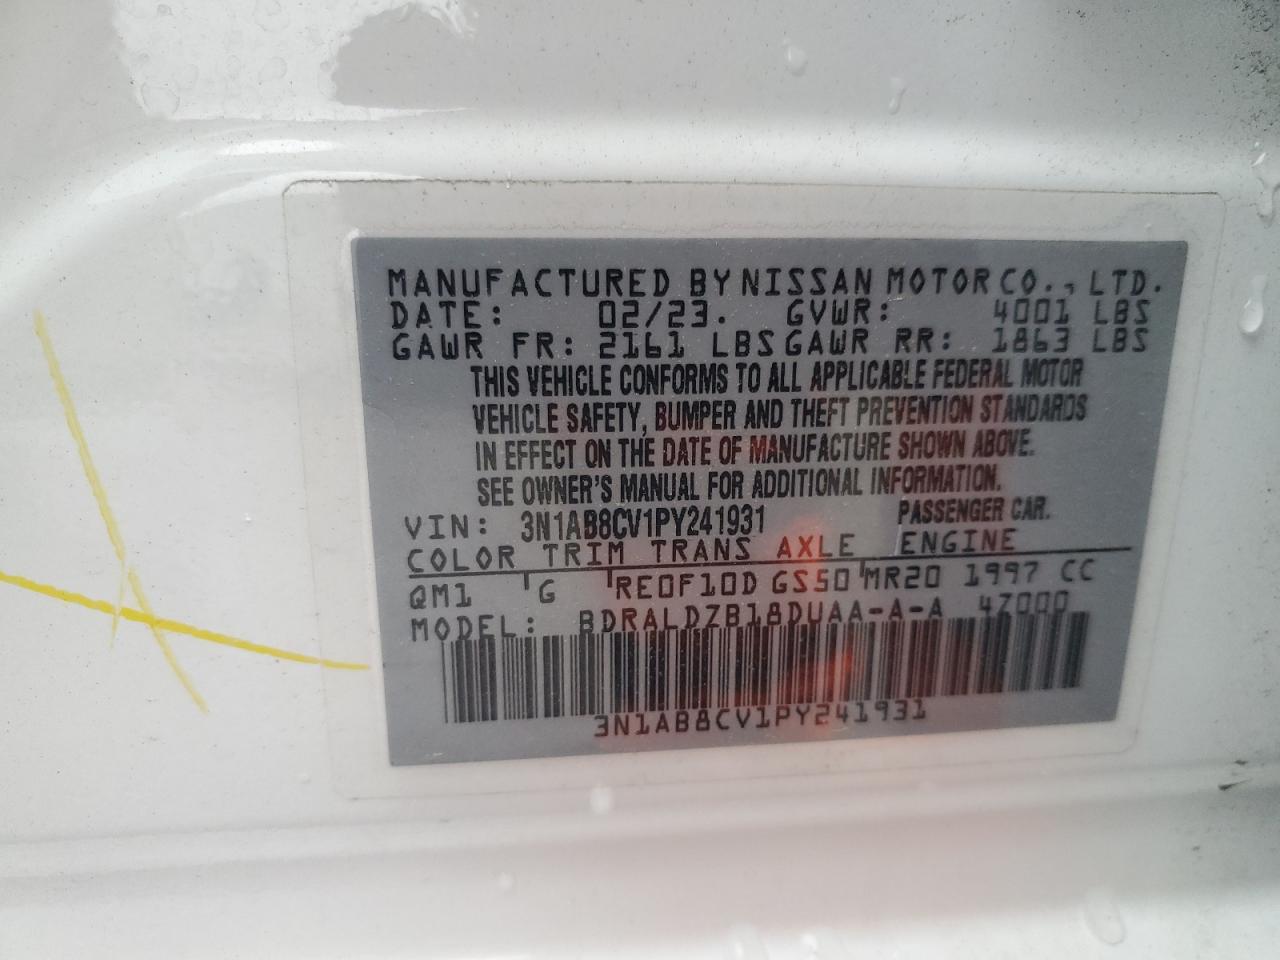 MANUFACTURED BY NISSAN MOTOR CO., LTD.
DATE: 02/23. GVWR: 4001 LBS
GAWR FR: 2161 LBS GAWR RR: 1863 LBS
THIS VEHICLE CONFORMS TO ALL APPLICABLE FEDERAL MOTOR
VEHICLE SAFETY, BUMPER AND THEFT PREVENTION STANDARDS
IN EFFECT ON THE DATE OF MANUFACTURE SHOWN ABOVE.
SEE OWNER'S MANUAL FOR ADDITIONAL INFORMATION.
VIN: 3N1AB8CV1PY241931 PASSENGER CAR.
COLOR TRIM TRANS AXLE ENGINE
QM1 G RE0F10D GS50 MR20 1997 CC
MODEL: BDRALDZB18DUAA-A-A 4Z000
3N1AB8CV1PY241931